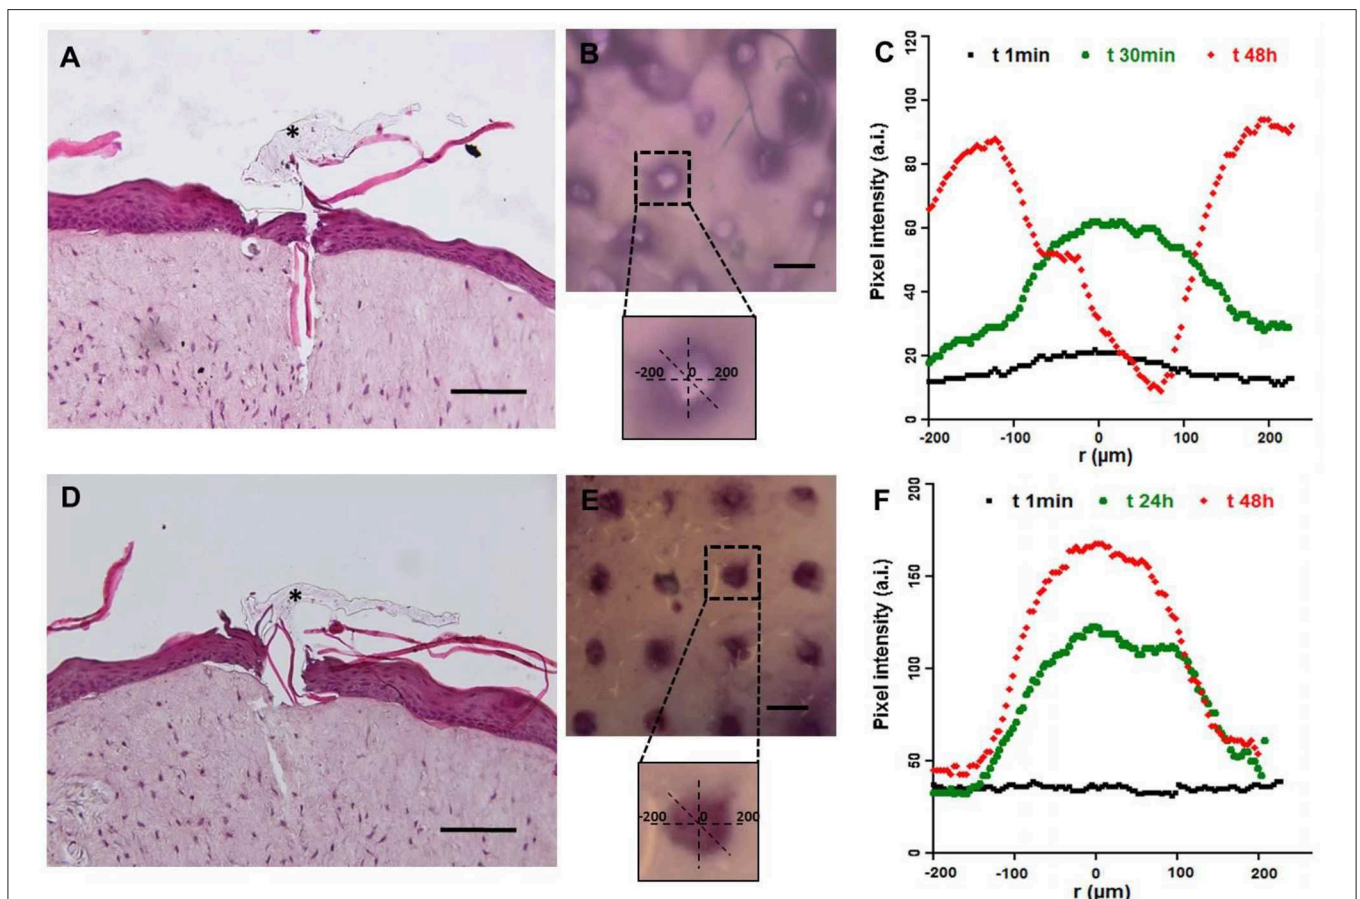 A
*
B
-200 0 200
C
t 1min t 30min t 48h
Pixel intensity (a.i.)
120
100
80
60
40
20
0
-200 -100 0 100 200
r (µm)
D
*
E
-200 0 200
F
t 1min t 24h t 48h
Pixel intensity (a.i.)
200
150
100
50
0
-200 -100 0 100 200
r (µm)